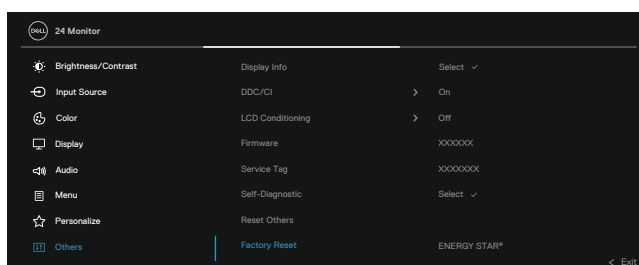 DELL 24 Monitor
Brightness/Contrast Display Info Select
Input Source DDC/CI On
Color LCD Conditioning Off
Display Firmware XXXXXX
Audio Service Tag XXXXXXX
Menu Self-Diagnostic Select
Personalize Reset Others
Others Factory Reset ENERGY STAR®
< Exit